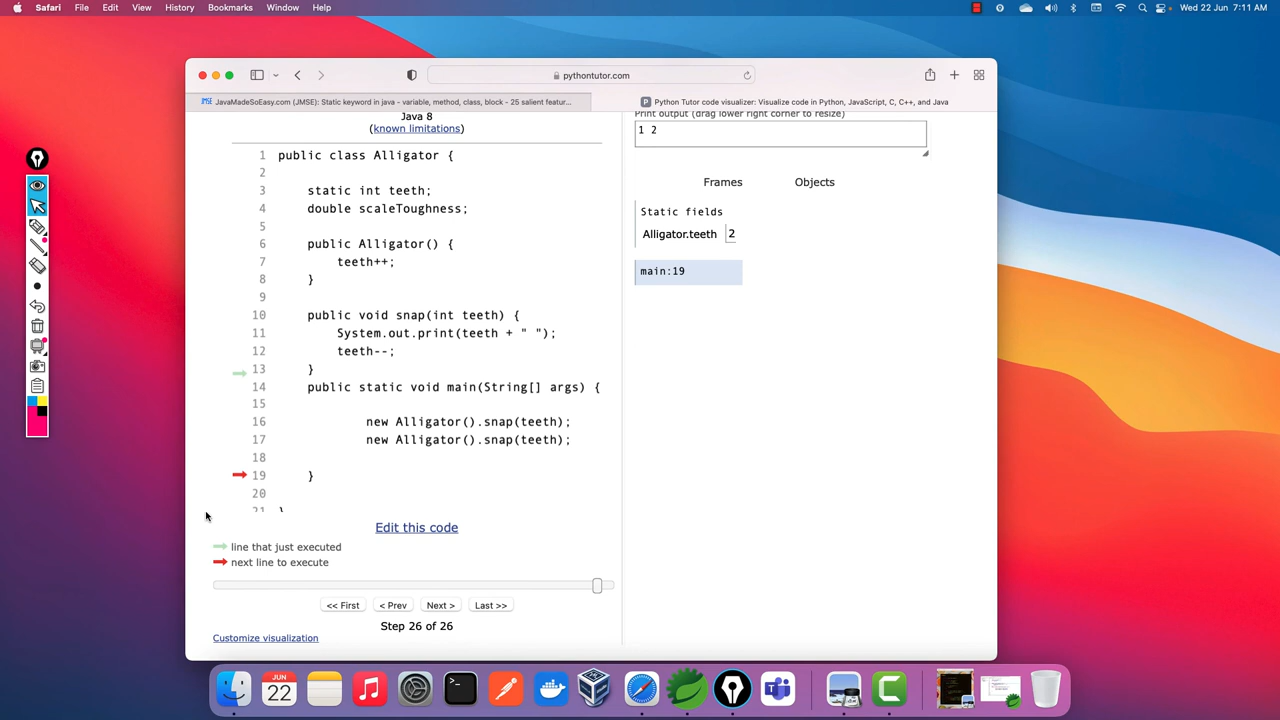 Safari File Edit View History Bookmarks Window Help Wed 22 Jun 7:11 AM
pythontutor.com
JMSE JavaMadeSoEasy.com (JMSE): Static keyword in java - variable, method, class, block - 25 salient featur...
P Python Tutor code visualizer: Visualize code in Python, JavaScript, C, C++, and Java
Java 8
(known limitations)
1 public class Alligator {
2
3 static int teeth;
4 double scaleToughness;
5
6 public Alligator() {
7 teeth++;
8 }
9
10 public void snap(int teeth) {
11 System.out.print(teeth + " ");
12 teeth--;
13 }
14 public static void main(String[] args) {
15
16 new Alligator().snap(teeth);
17 new Alligator().snap(teeth);
18
19 }
20
21 }
Edit this code
line that just executed
next line to execute
<< First < Prev Next > Last >>
Step 26 of 26
Customize visualization
Print output (drag lower right corner to resize)
1 2
Frames Objects
Static fields
Alligator.teeth 2
main:19
JUN
22